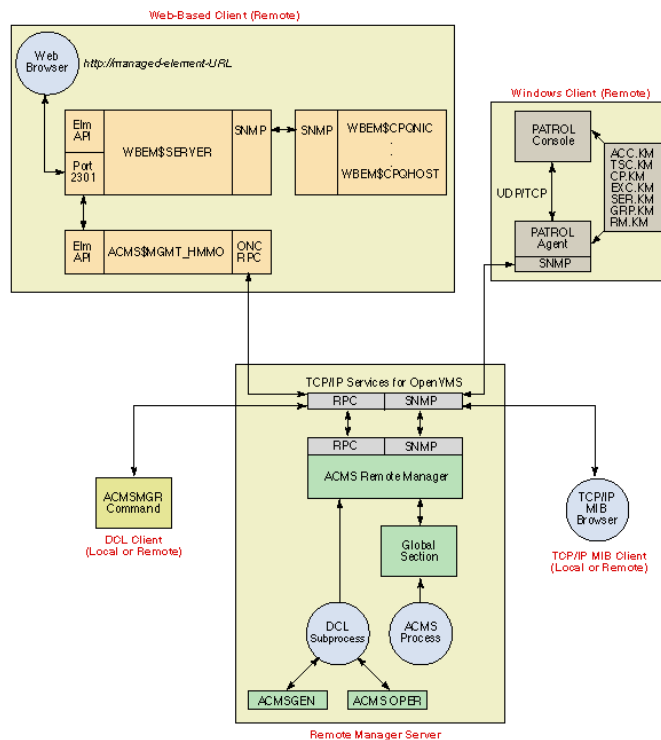 Web-Based Client (Remote)
Web
Browser
http://managed-element-URL
Elm
API
Port
2301
WBEM$SERVER
SNMP
SNMP
WBEM$CPQNIC
.
.
WBEM$CPQHOST
Elm
API
ACMS$MGMT_HMMO
ONC
RPC
Windows Client (Remote)
PATROL
Console
UDP/TCP
PATROL
Agent
SNMP
ACC.KM
TSC.KM
CP.KM
EXC.KM
SER.KM
GRP.KM
RM.KM
TCP/IP Services for OpenVMS
RPC
SNMP
RPC
SNMP
ACMS Remote Manager
ACMSMGR
Command
DCL Client
(Local or Remote)
TCP/IP
MIB
Browser
TCP/IP MIB Client
(Local or Remote)
Global
Section
DCL
Subprocess
ACMS
Process
ACMSGEN
ACMSOPER
Remote Manager Server